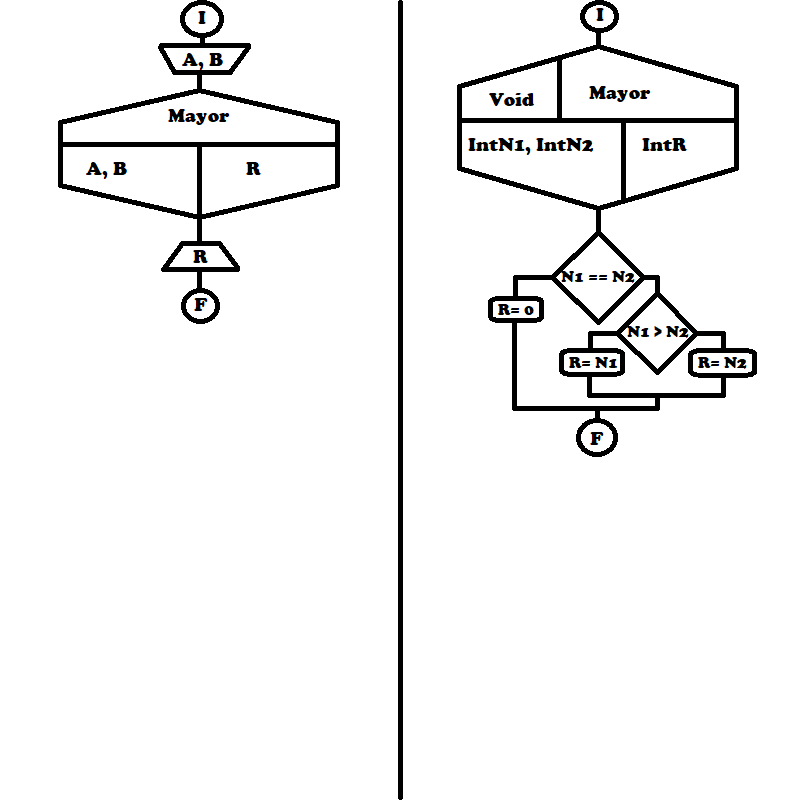 I
A, B
Mayor
A, B
R
R
F
I
Void
Mayor
IntN1, IntN2
IntR
N1 == N2
R= 0
N1 > N2
R= N1
R= N2
F